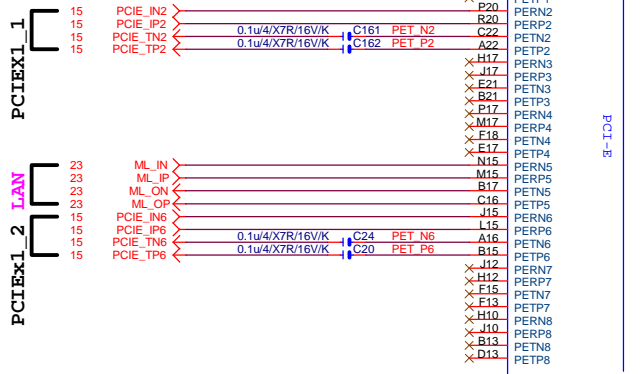 PETP1
15 PCIE_IN2 P20 PERN2
15 PCIE_IP2 R20 PERP2
15 PCIE_TN2 0.1u/4/X7R/16V/K C161 PET_N2 C22 PETN2
15 PCIE_TP2 0.1u/4/X7R/16V/K C162 PET_P2 A22 PETP2
PCIEX1_1
H17 PERN3
J17 PERP3
E21 PETN3
B21 PETP3
P17 PERN4
M17 PERP4
F18 PETN4
E17 PETP4
PCI-E
23 ML_IN N15 PERN5
23 ML_IP M15 PERP5
23 ML_ON B17 PETN5
23 ML_OP C16 PETP5
LAN
15 PCIE_IN6 J15 PERN6
15 PCIE_IP6 L15 PERP6
15 PCIE_TN6 0.1u/4/X7R/16V/K C24 PET_N6 A16 PETN6
15 PCIE_TP6 0.1u/4/X7R/16V/K C20 PET_P6 B15 PETP6
PCIEx1_2
J12 PERN7
H12 PERP7
F15 PETN7
F13 PETP7
H10 PERN8
J10 PERP8
B13 PETN8
D13 PETP8